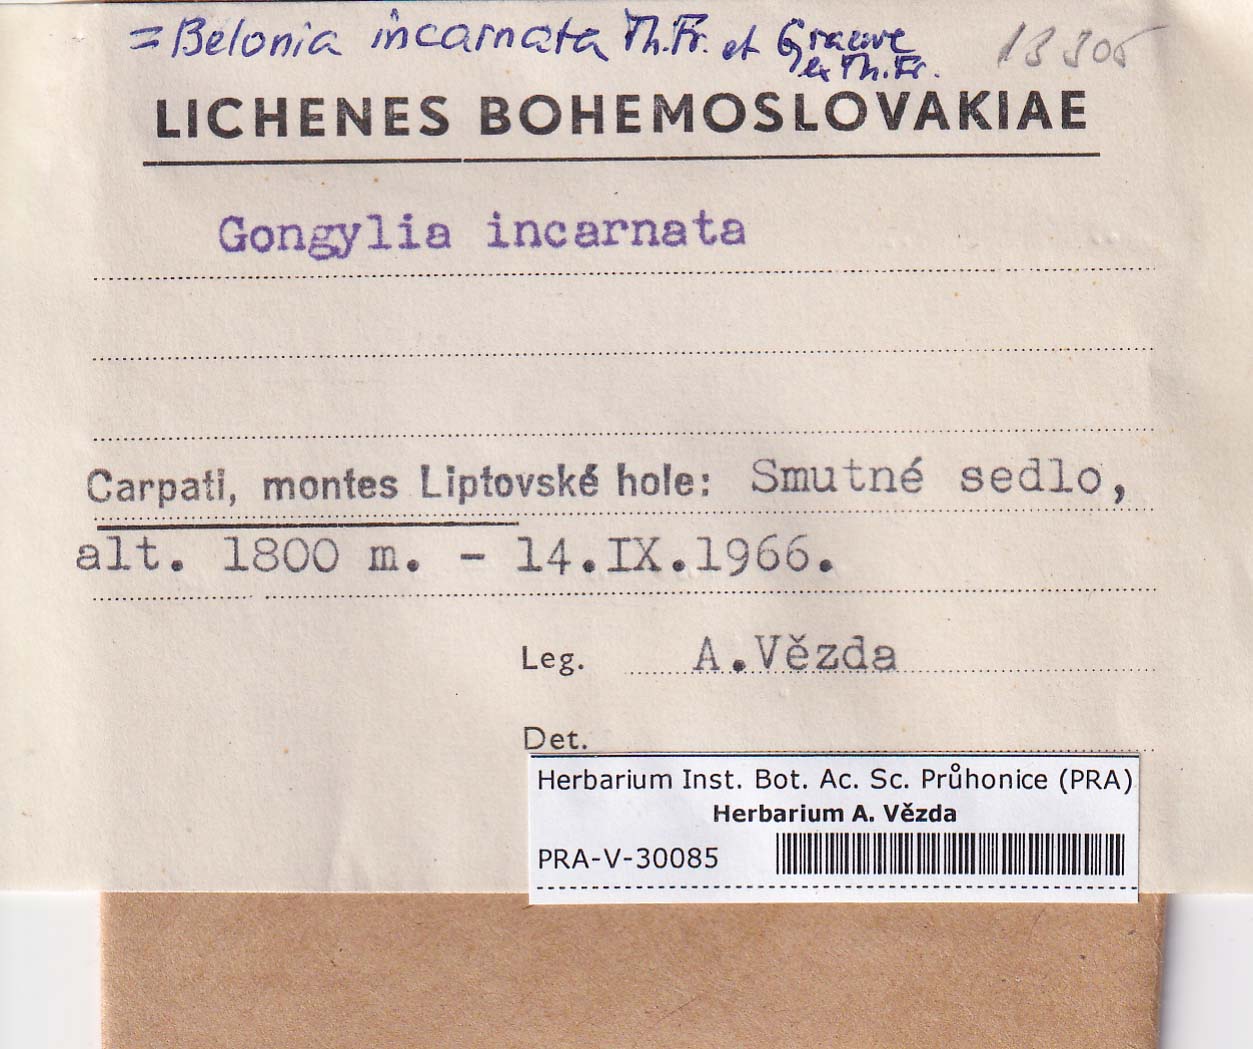 = Belonia incarnata Th.Fr. et Graewe
ex Th.Fr.
13305
LICHENES BOHEMOSLOVAKIAE
Gongylia incarnata
Carpati, montes Liptovské hole: Smutné sedlo,
alt. 1800 m. - 14.IX.1966.
Leg. A.Vězda
Det.
Herbarium Inst. Bot. Ac. Sc. Průhonice (PRA)
Herbarium A. Vězda
PRA-V-30085